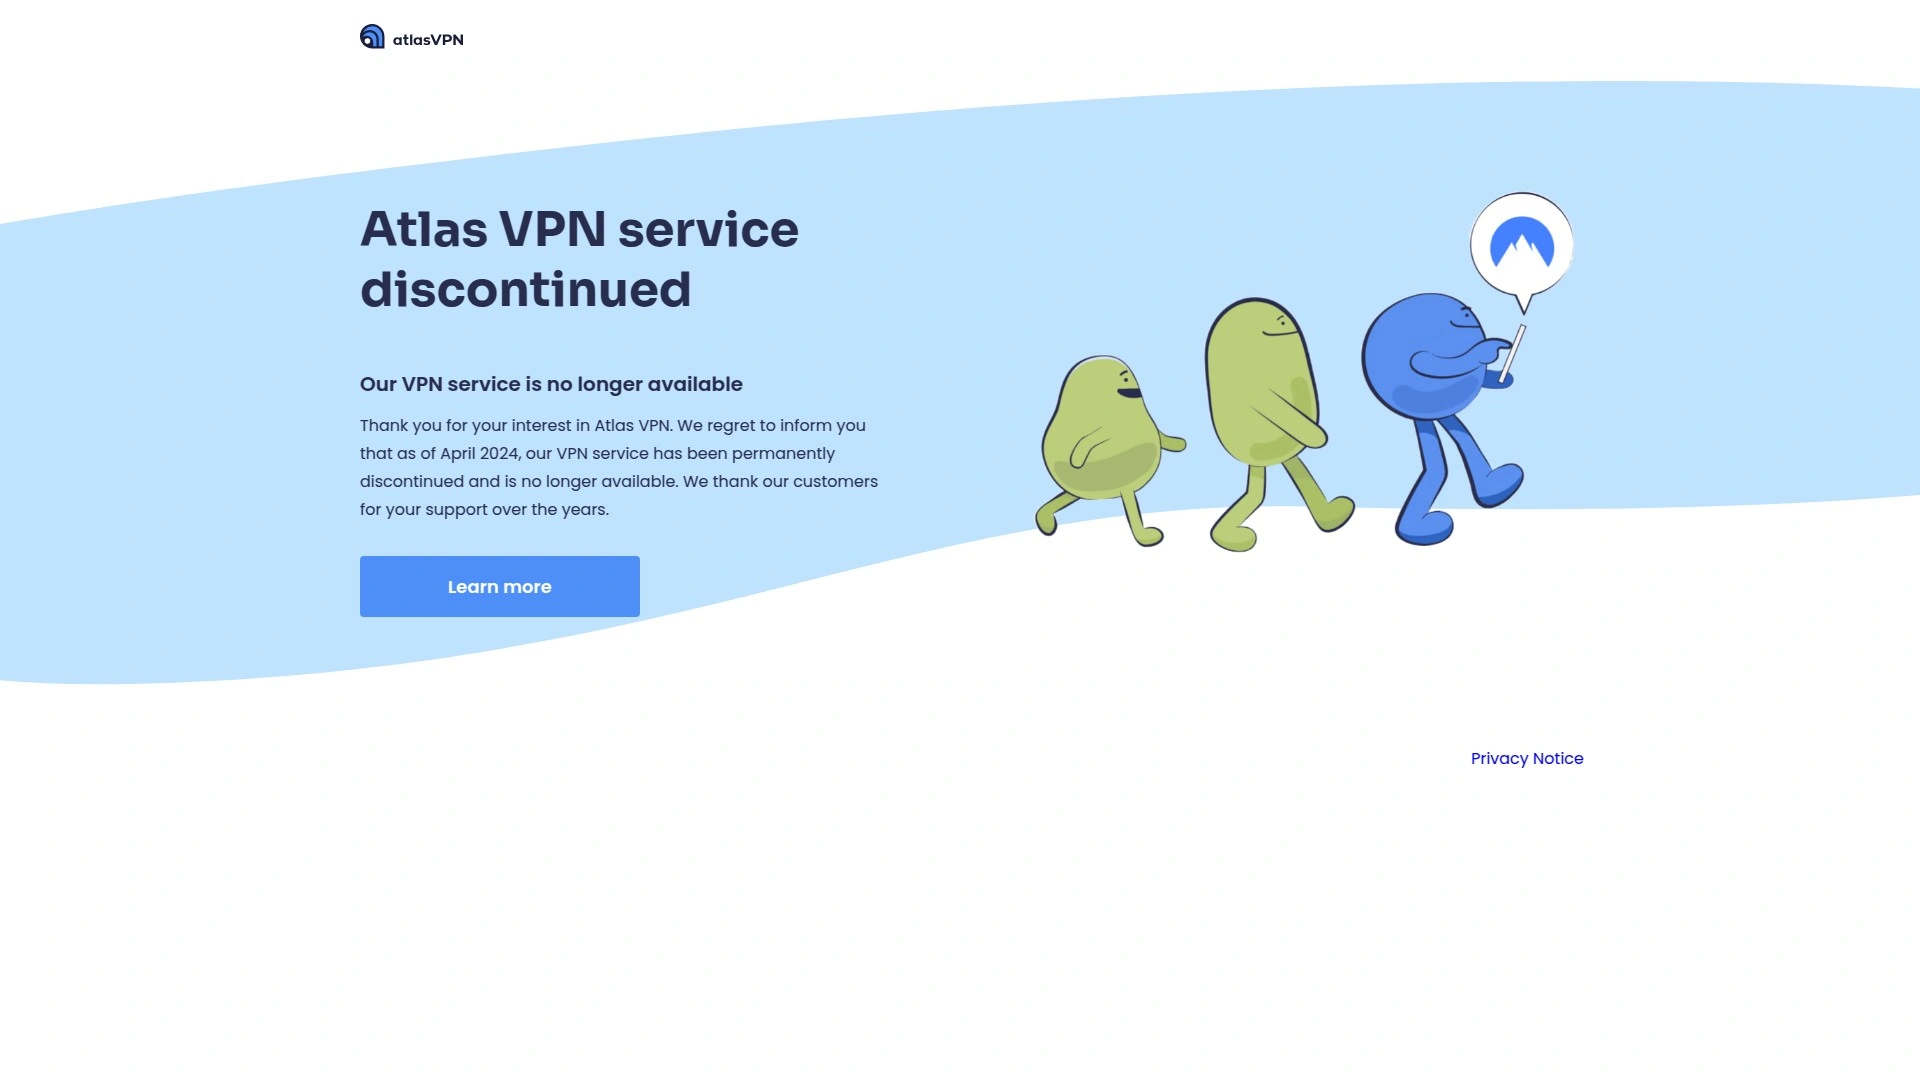 atlasVPN
Atlas VPN service
discontinued
Our VPN service is no longer available
Thank you for your interest in Atlas VPN. We regret to inform you
that as of April 2024, our VPN service has been permanently
discontinued and is no longer available. We thank our customers
for your support over the years.
Learn more
Privacy Notice